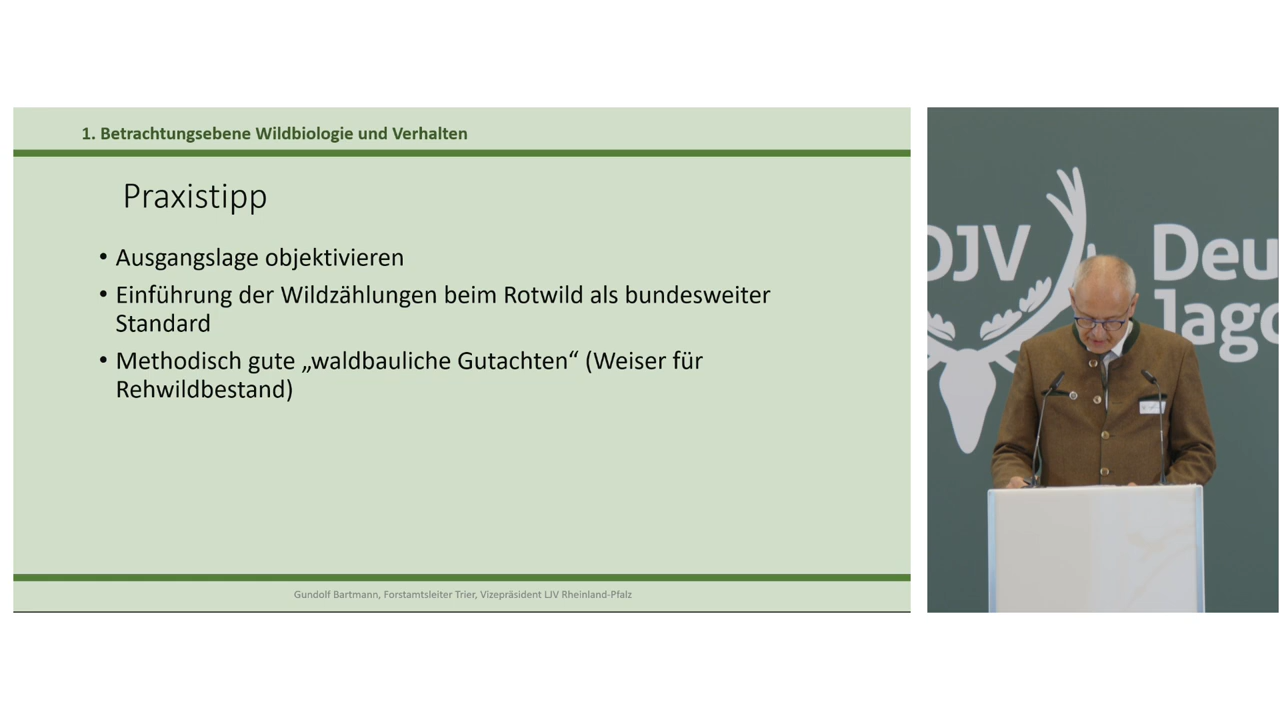 1. Betrachtungsebene Wildbiologie und Verhalten
Praxistipp
• Ausgangslage objektivieren
• Einführung der Wildzählungen beim Rotwild als bundesweiter
Standard
• Methodisch gute „waldbauliche Gutachten“ (Weiser für
Rehwildbestand)
Gundolf Bartmann, Forstamtsleiter Trier, Vizepräsident LJV Rheinland-Pfalz
DJV
Deu
Jagd